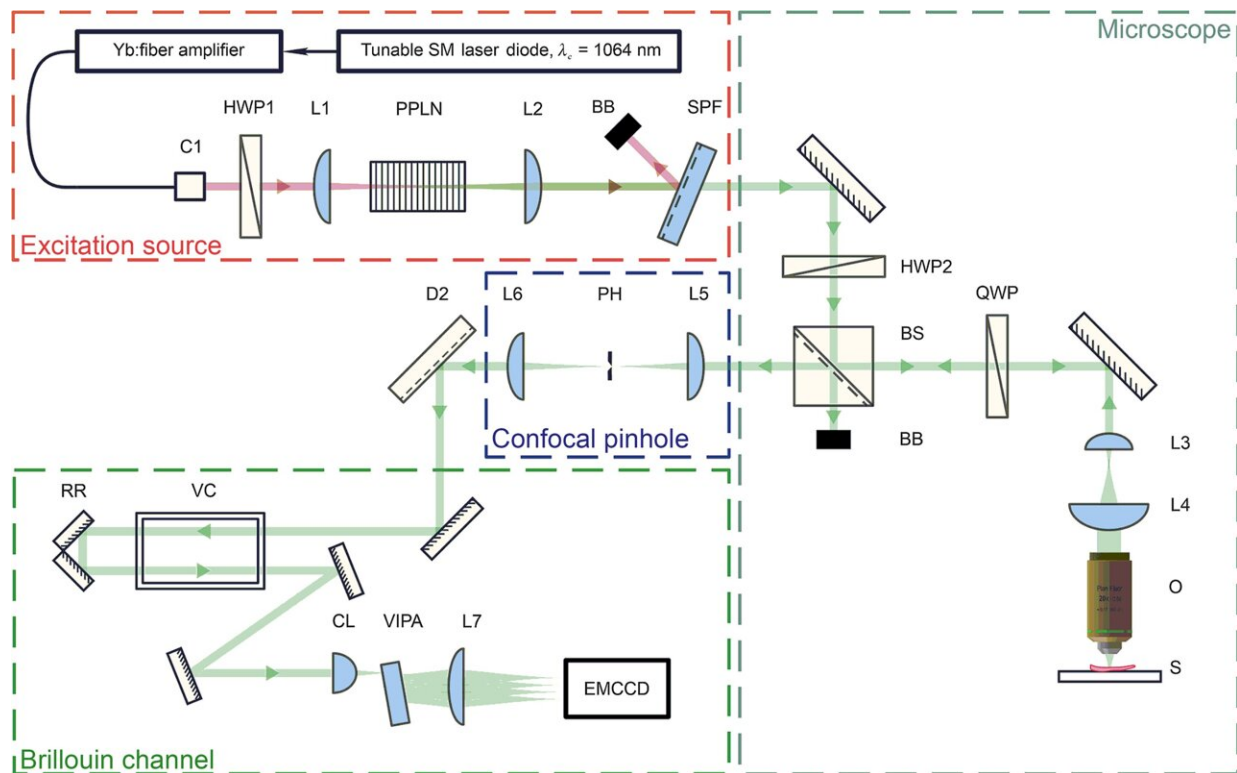 Microscope
Yb:fiber amplifier
Tunable SM laser diode, λc = 1064 nm
HWP1
L1
PPLN
L2
BB
SPF
C1
Excitation source
HWP2
D2
L6
PH
L5
BS
QWP
Confocal pinhole
BB
L3
L4
RR
VC
O
CL
VIPA
L7
S
EMCCD
Brillouin channel